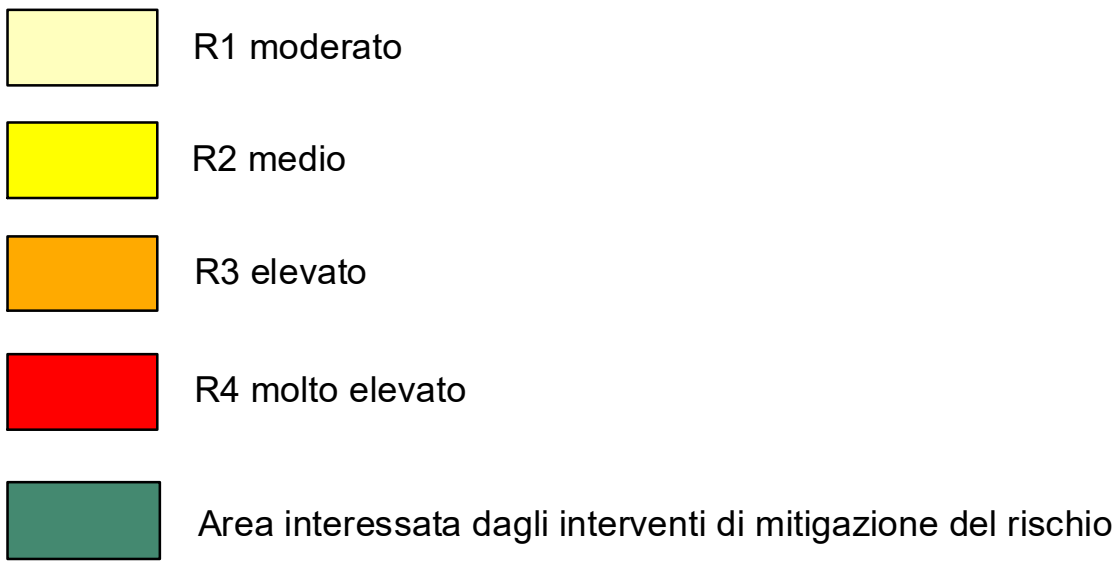 R1 moderato
R2 medio
R3 elevato
R4 molto elevato
Area interessata dagli interventi di mitigazione del rischio